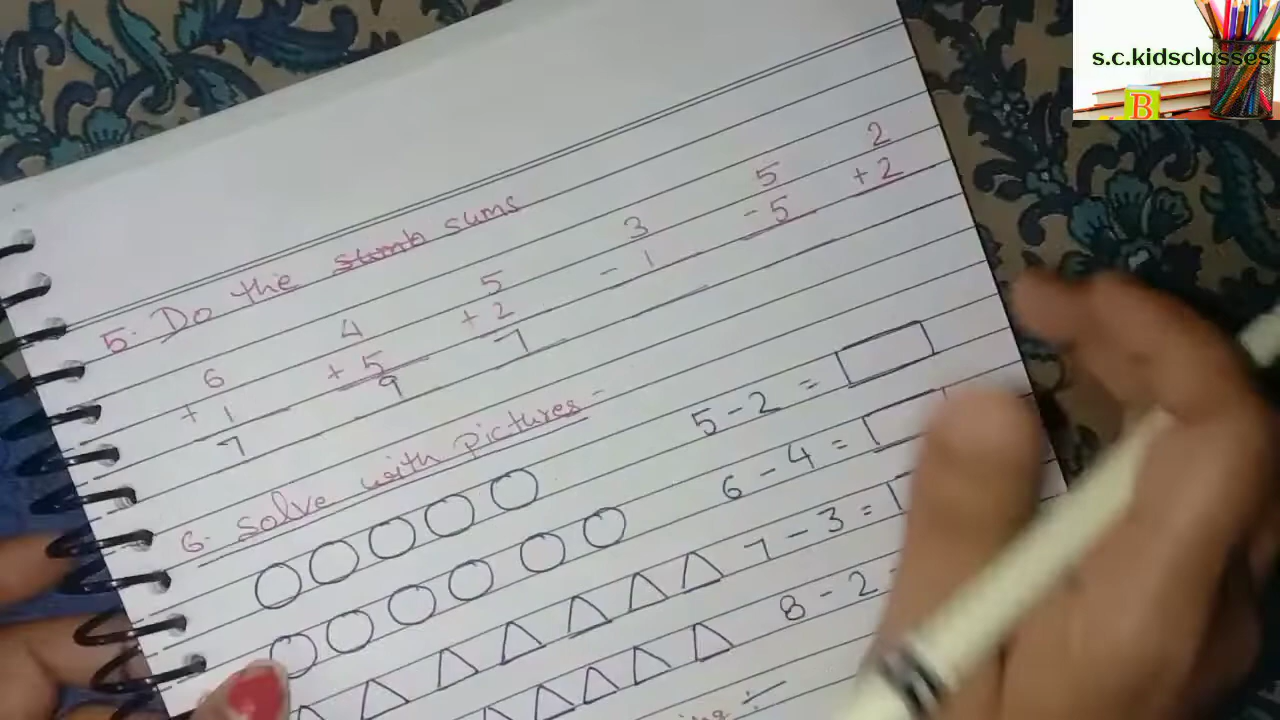 s.c.kidsclasses
B
5. Do the sums
6 4 5 3 5 2
+ 1 + 5 + 2 - 1 - 5 + 2
7 9 7
6. Solve with pictures -
5 - 2 =
6 - 4 =
7 - 3 =
8 - 2